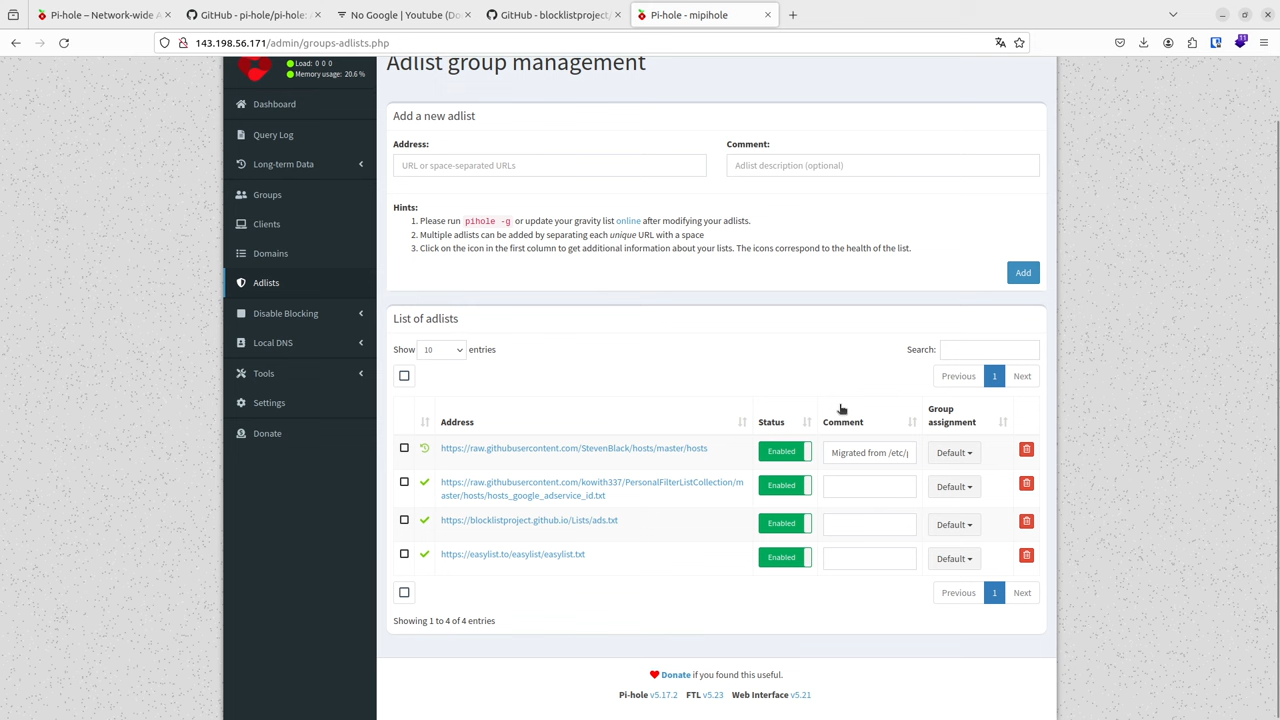 Pi-hole – Network-wide A
GitHub - pi-hole/pi-hole: A
No Google | Youtube (Do
GitHub - blocklistproject/
Pi-hole - mipihole
143.198.56.171/admin/groups-adlists.php
11
Load: 0 0 0
Memory usage: 20.6 %
Dashboard
Query Log
Long-term Data
Groups
Clients
Domains
Adlists
Disable Blocking
Local DNS
Tools
Settings
Donate
Adlist group management
Add a new adlist
Address:
Comment:
URL or space-separated URLs
Adlist description (optional)
Hints:
1. Please run pihole -g or update your gravity list online after modifying your adlists.
2. Multiple adlists can be added by separating each unique URL with a space
3. Click on the icon in the first column to get additional information about your lists. The icons correspond to the health of the list.
Add
List of adlists
Show 10 entries
Search:
Previous 1 Next
Address
Status
Comment
Group
assignment
https://raw.githubusercontent.com/StevenBlack/hosts/master/hosts
Enabled
Migrated from /etc/p
Default
https://raw.githubusercontent.com/kowith337/PersonalFilterListCollection/m
aster/hosts/hosts_google_adservice_id.txt
Enabled
Default
https://blocklistproject.github.io/Lists/ads.txt
Enabled
Default
https://easylist.to/easylist/easylist.txt
Enabled
Default
Previous 1 Next
Showing 1 to 4 of 4 entries
Donate if you found this useful.
Pi-hole v5.17.2 FTL v5.23 Web Interface v5.21